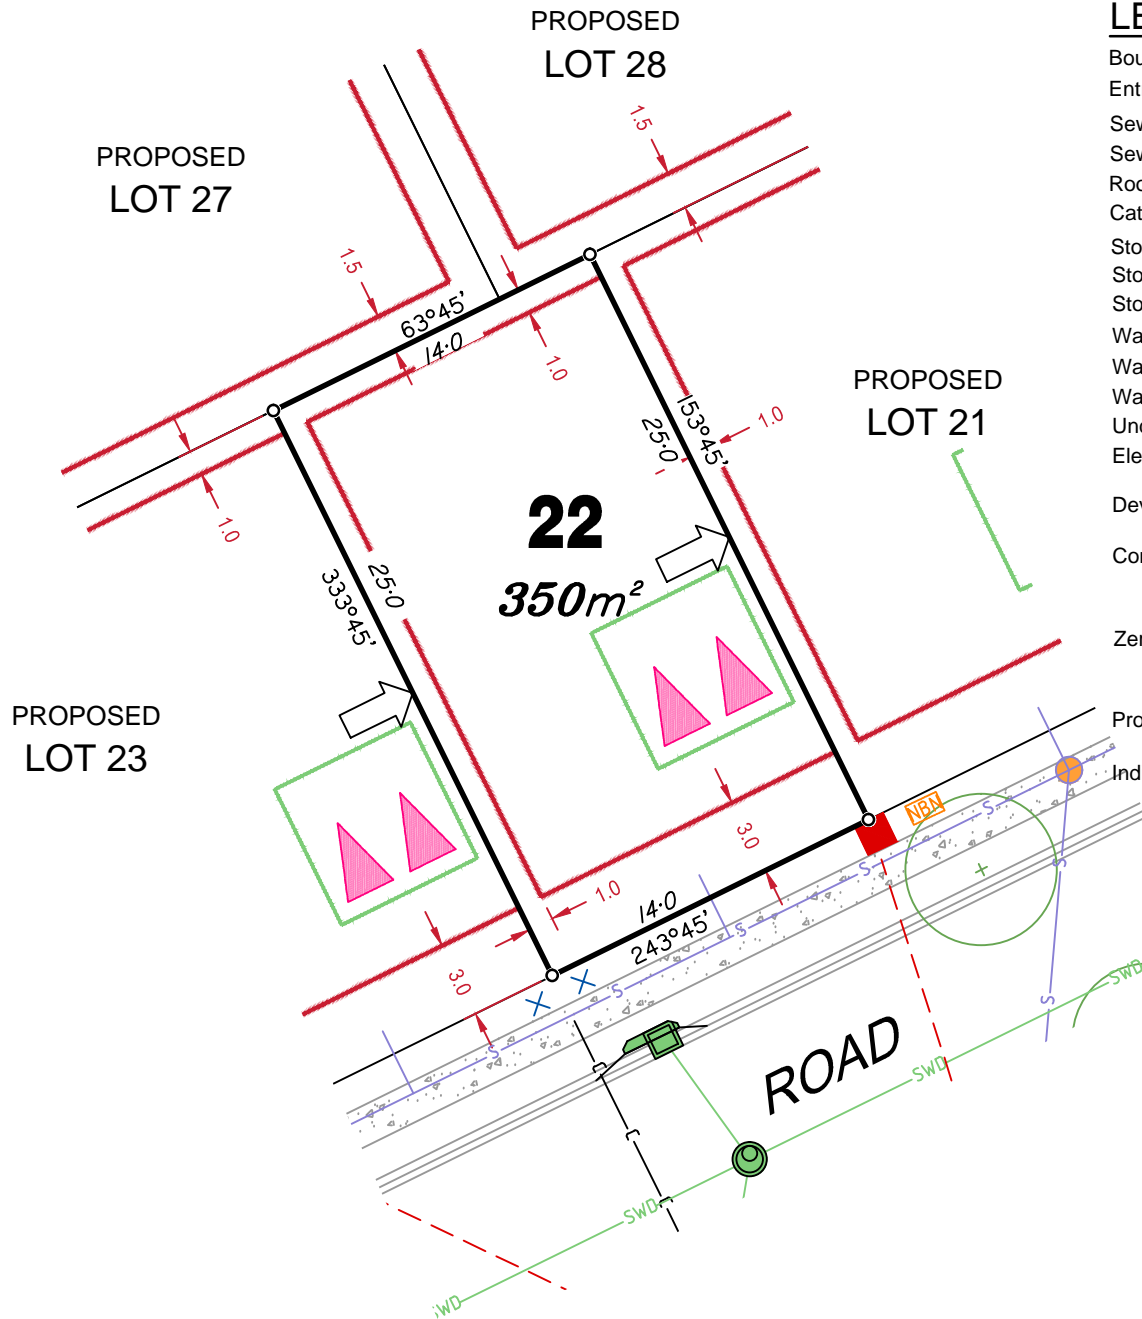 PROPOSED
LOT 28
LE
Bou
Ent
Sew
Sew
Roo
Cat
Sto
Sto
Sto
Wa
Wa
Wa
Und
Ele
Dev
Con
Zer
Pro
Ind
PROPOSED
LOT 27
1.5
1.5
63°45'
14·0
1.0
PROPOSED
LOT 21
153°45'
25·0
1.0
1.0
22
350m²
333°45'
25·0
PROPOSED
LOT 23
3.0
NBN
1.0
14·0
243°45'
3.0
S
S
S
S
S
S
S
ROAD
SWD
SWD
SWD
SWD